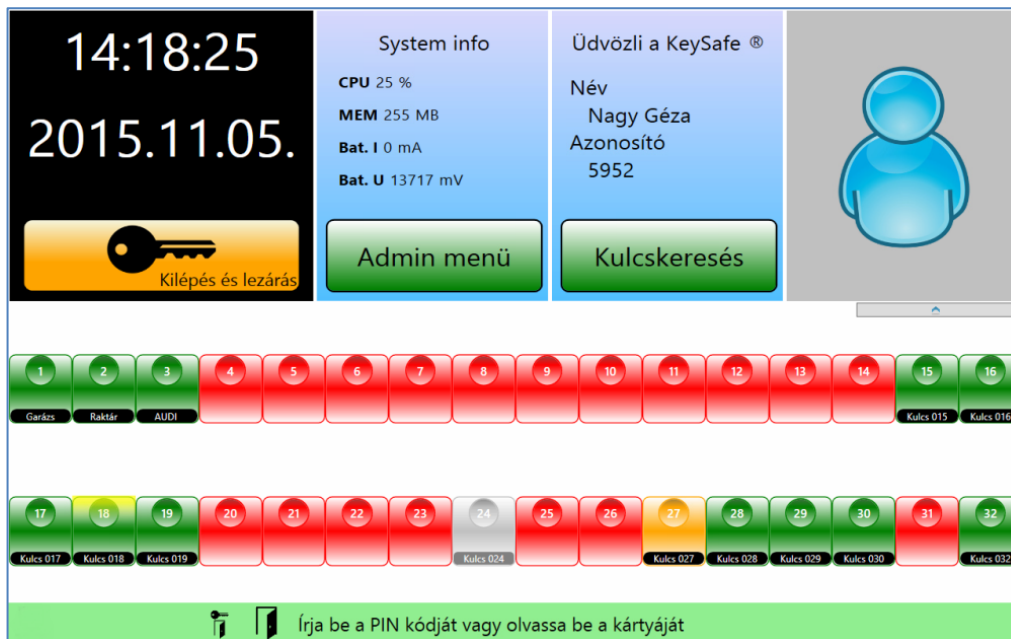 14:18:25
2015.11.05.
Kilépés és lezárás
System info
CPU 25 %
MEM 255 MB
Bat. I 0 mA
Bat. U 13717 mV
Admin menü
Üdvözli a KeySafe ®
Név
Nagy Géza
Azonosító
5952
Kulcskeresés
1 2 3 4 5 6 7 8 9 10 11 12 13 14 15 16
Garázs Raktár AUDI Kulcs 015 Kulcs 016
17 18 19 20 21 22 23 24 25 26 27 28 29 30 31 32
Kulcs 017 Kulcs 018 Kulcs 019 Kulcs 024 Kulcs 027 Kulcs 028 Kulcs 029 Kulcs 030 Kulcs 032
Írja be a PIN kódját vagy olvassa be a kártyáját